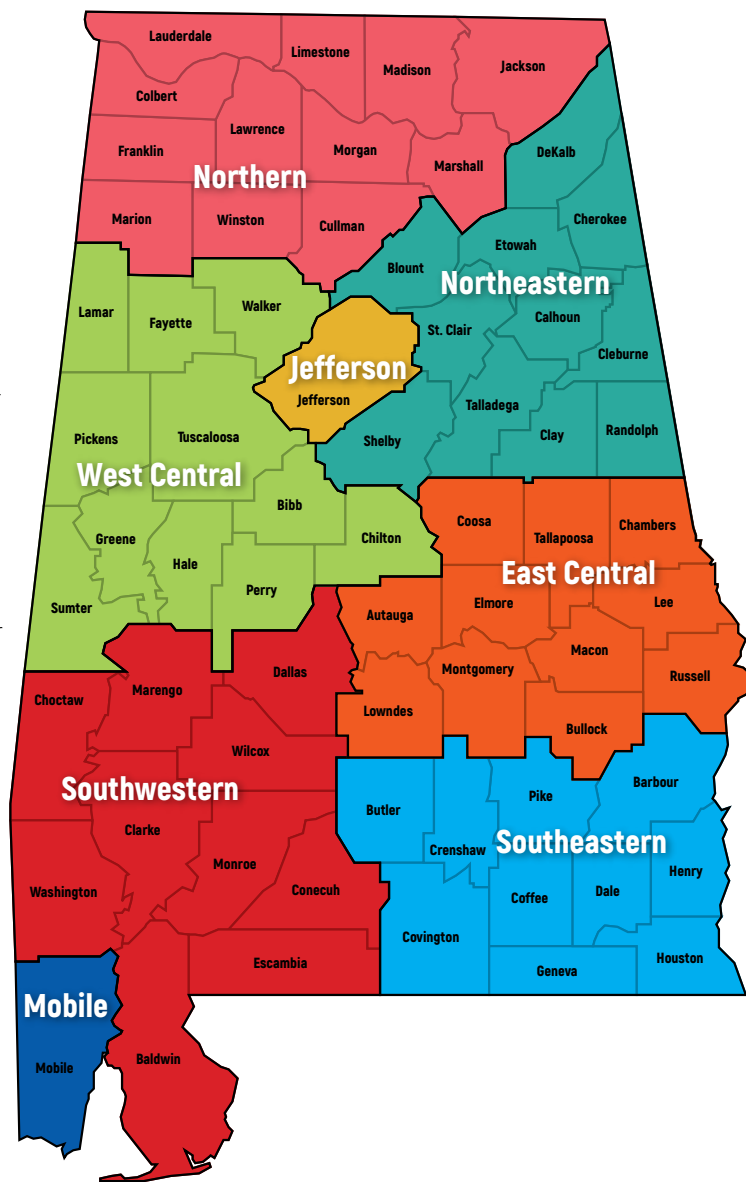 Lauderdale
Limestone
Madison
Jackson
Colbert
Lawrence
Franklin
Morgan
Marshall
DeKalb
Northern
Marion
Winston
Cullman
Cherokee
Etowah
Blount
Northeastern
Lamar
Fayette
Walker
St. Clair
Calhoun
Cleburne
Jefferson
Jefferson
Talladega
Pickens
Tuscaloosa
Shelby
Clay
Randolph
West Central
Bibb
Greene
Chilton
Coosa
Tallapoosa
Chambers
Hale
East Central
Perry
Sumter
Autauga
Elmore
Lee
Macon
Dallas
Montgomery
Russell
Choctaw
Marengo
Lowndes
Bullock
Wilcox
Southwestern
Barbour
Pike
Butler
Clarke
Crenshaw
Southeastern
Monroe
Henry
Washington
Conecuh
Coffee
Dale
Covington
Escambia
Geneva
Houston
Mobile
Mobile
Baldwin